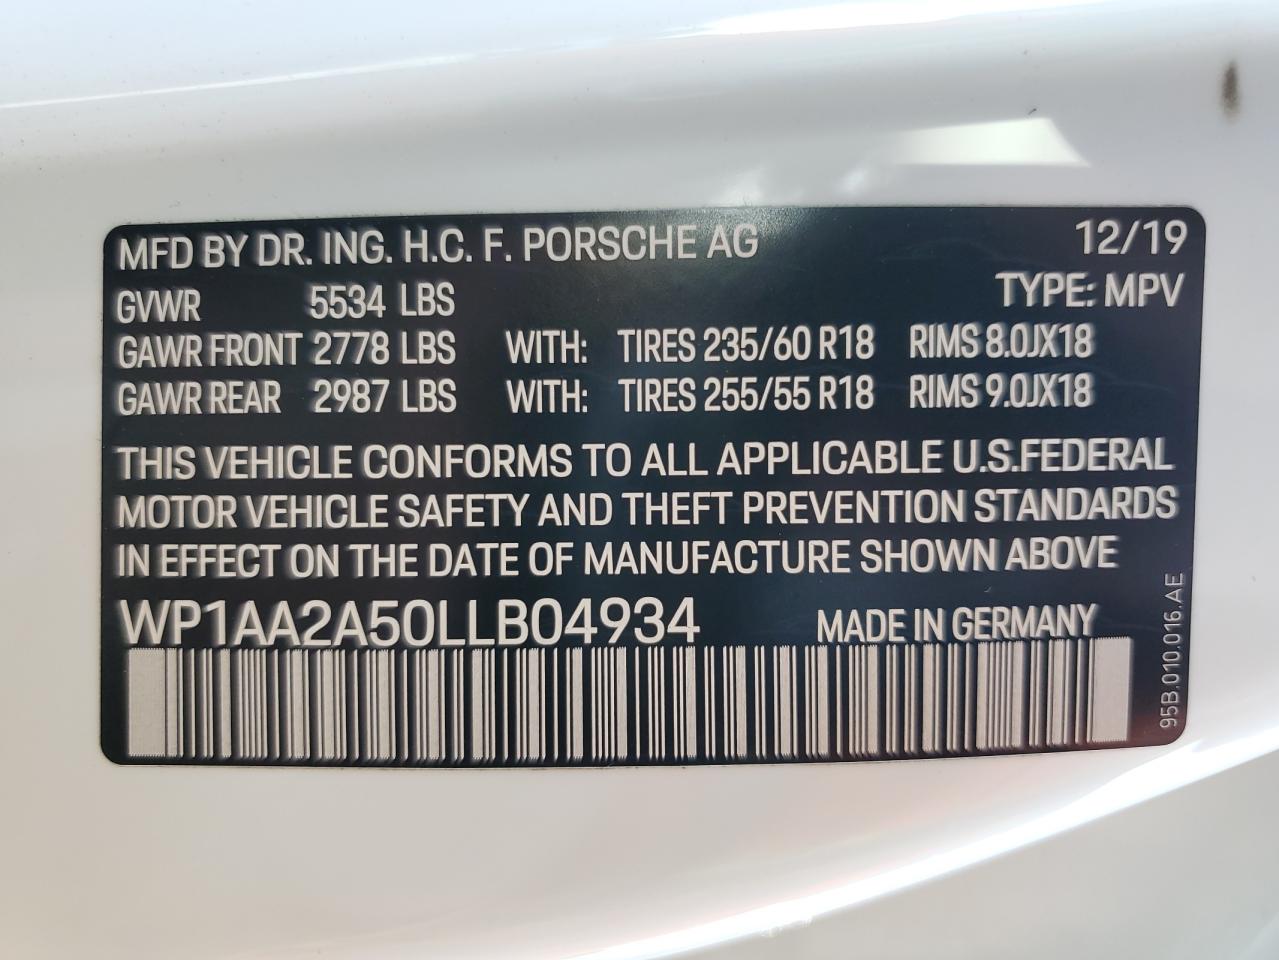 MFD BY DR. ING. H.C. F. PORSCHE AG 12/19
GVWR 5534 LBS TYPE: MPV
GAWR FRONT 2778 LBS WITH: TIRES 235/60 R18 RIMS 8.0JX18
GAWR REAR 2987 LBS WITH: TIRES 255/55 R18 RIMS 9.0JX18
THIS VEHICLE CONFORMS TO ALL APPLICABLE U.S.FEDERAL
MOTOR VEHICLE SAFETY AND THEFT PREVENTION STANDARDS
IN EFFECT ON THE DATE OF MANUFACTURE SHOWN ABOVE
WP1AA2A50LLB04934 MADE IN GERMANY
95B.010.016.AE